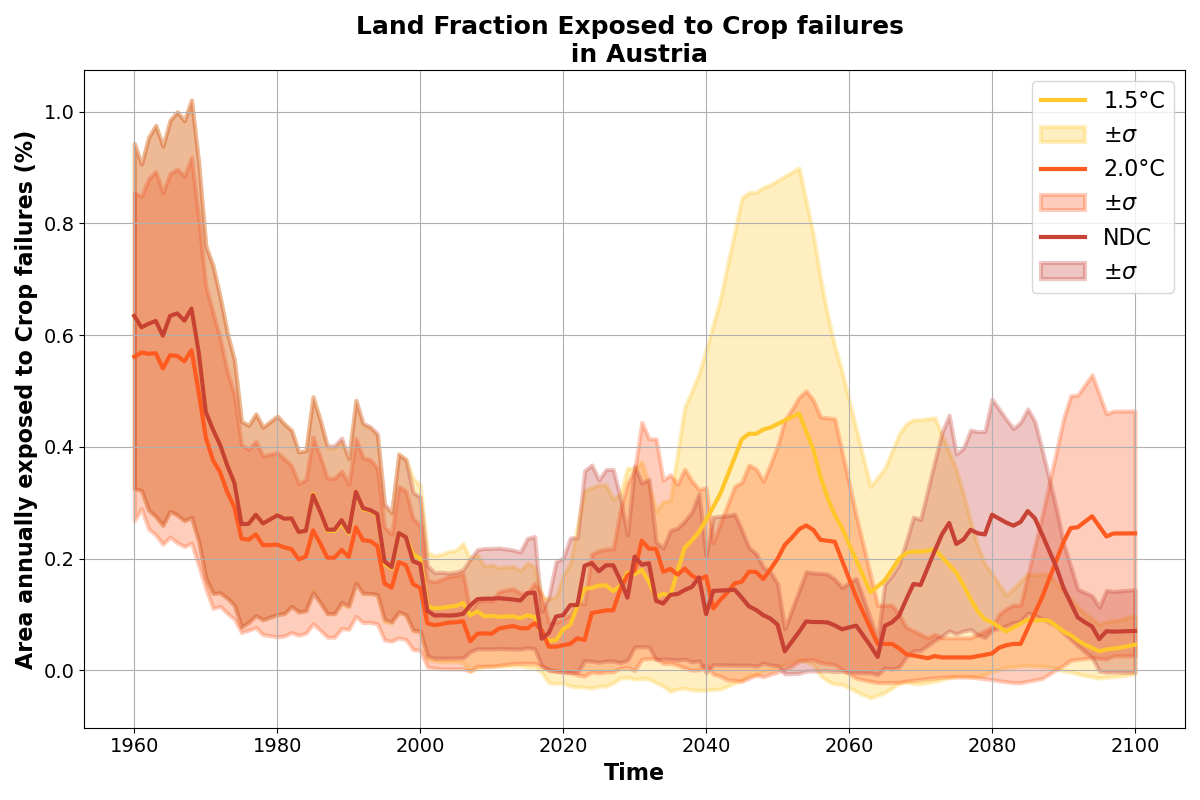 Land Fraction Exposed to Crop failures
in Austria
Area annually exposed to Crop failures (%)
1.0
0.8
0.6
0.4
0.2
0.0
1.5°C
±σ
2.0°C
±σ
NDC
±σ
1960
1980
2000
2020
2040
2060
2080
2100
Time